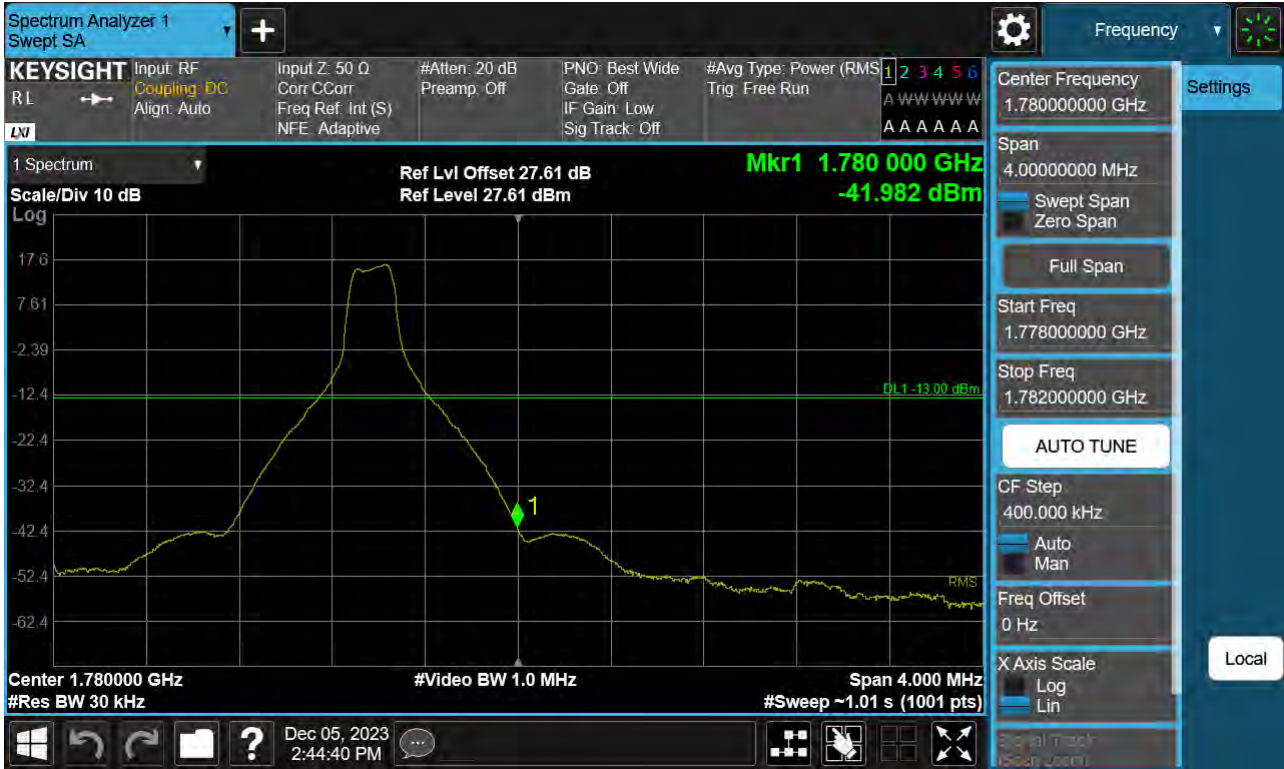 Spectrum Analyzer 1
Swept SA
Frequency
KEYSIGHT
RL
LXI
Input: RF
Coupling: DC
Align: Auto
Input Z: 50 Ω
Corr CCorr
Freq Ref: Int (S)
NFE: Adaptive
#Atten: 20 dB
Preamp: Off
PNO: Best Wide
Gate: Off
IF Gain: Low
Sig Track: Off
#Avg Type: Power (RMS
Trig: Free Run
1 2 3 4 5 6
A W W W W W
A A A A A A
1 Spectrum
Scale/Div 10 dB
Log
Ref Lvl Offset 27.61 dB
Ref Level 27.61 dBm
Mkr1 1.780 000 GHz
-41.982 dBm
17.6
7.61
-2.39
-12.4
-22.4
-32.4
-42.4
-52.4
-62.4
DL1 -13.00 dBm
1
RMS
Center 1.780000 GHz
#Res BW 30 kHz
#Video BW 1.0 MHz
Span 4.000 MHz
#Sweep ~1.01 s (1001 pts)
Center Frequency
1.780000000 GHz
Span
4.00000000 MHz
Swept Span
Zero Span
Full Span
Start Freq
1.778000000 GHz
Stop Freq
1.782000000 GHz
AUTO TUNE
CF Step
400.000 kHz
Auto
Man
Freq Offset
0 Hz
X Axis Scale
Log
Lin
Signal Track
(Span Zoom)
Settings
Local
?
Dec 05, 2023
2:44:40 PM